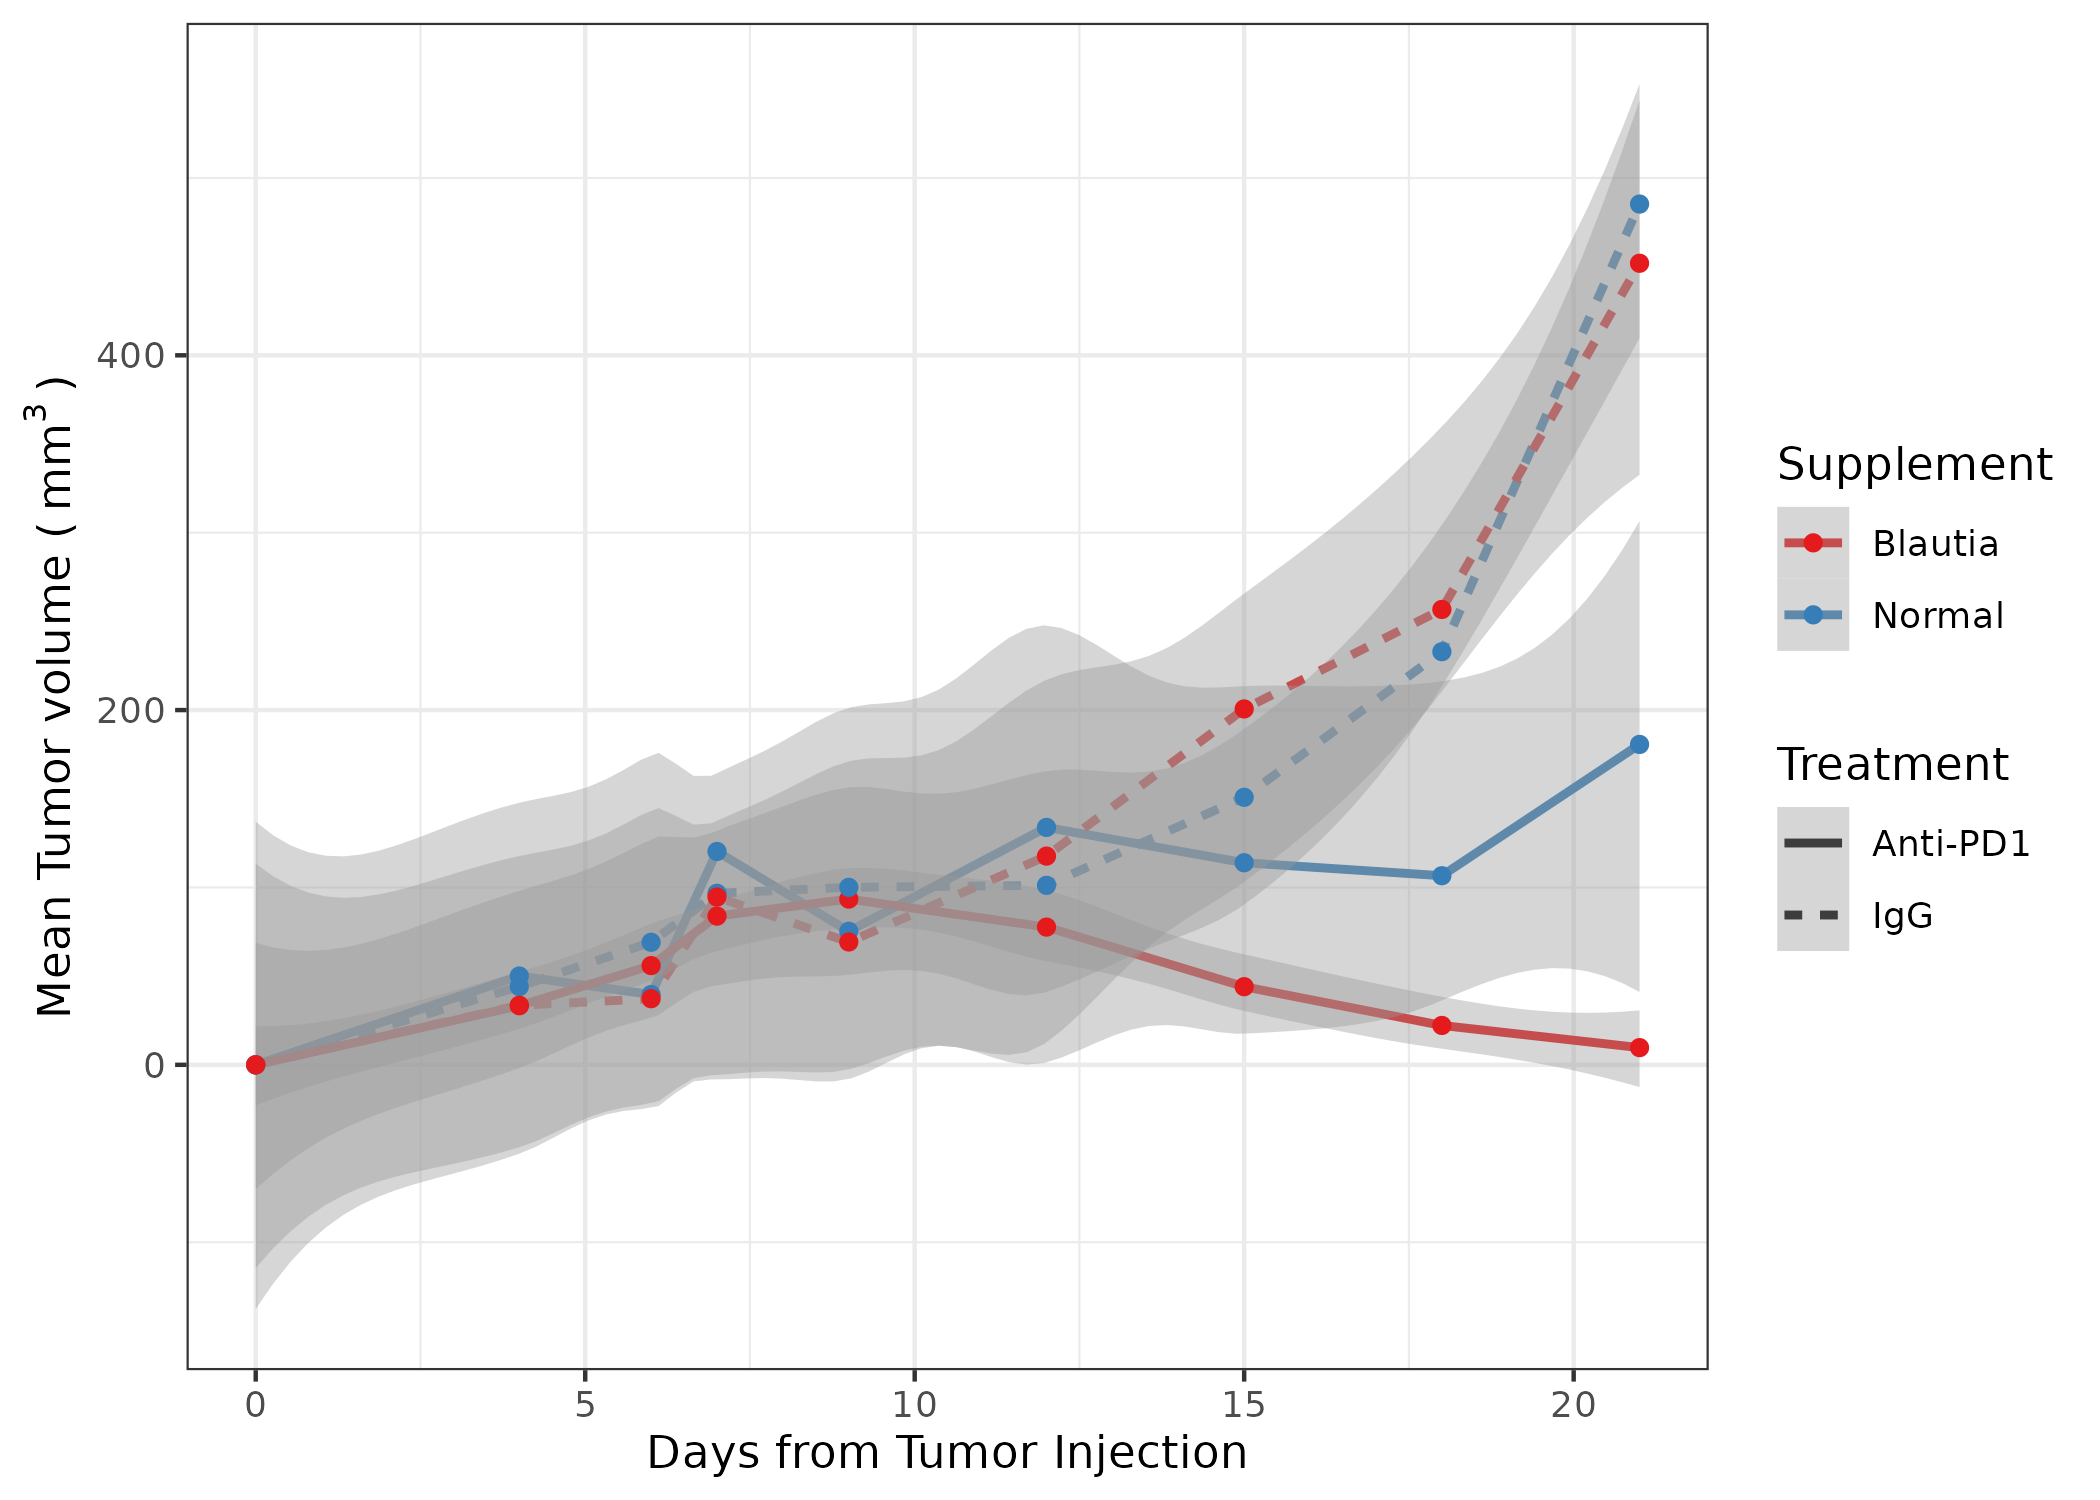 Mean Tumor volume ( mm³ )
400
200
0
0 5 10 15 20
Days from Tumor Injection
Supplement
Blautia
Normal
Treatment
Anti-PD1
IgG